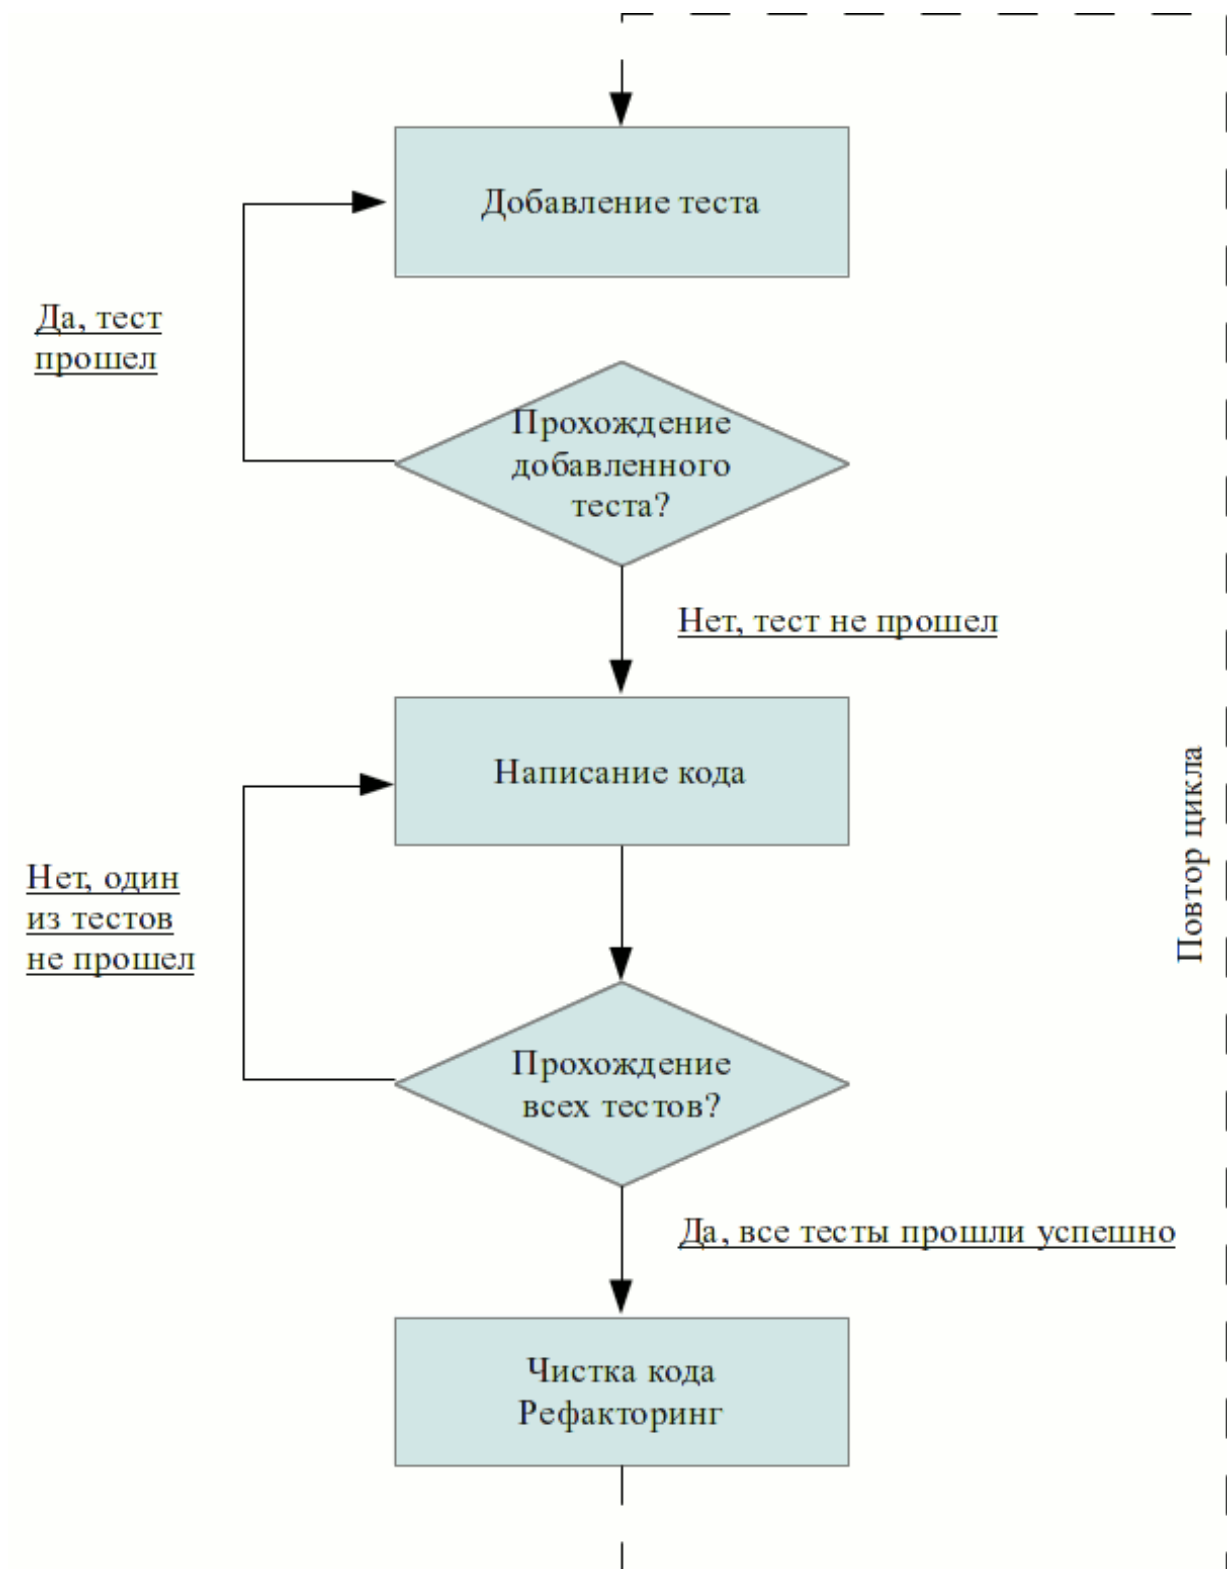 Добавление теста
Да, тест
прошел
Прохождение
добавленного
теста?
Нет, тест не прошел
Написание кода
Повтор цикла
Нет, один
из тестов
не прошел
Прохождение
всех тестов?
Да, все тесты прошли успешно
Чистка кода
Рефакторинг